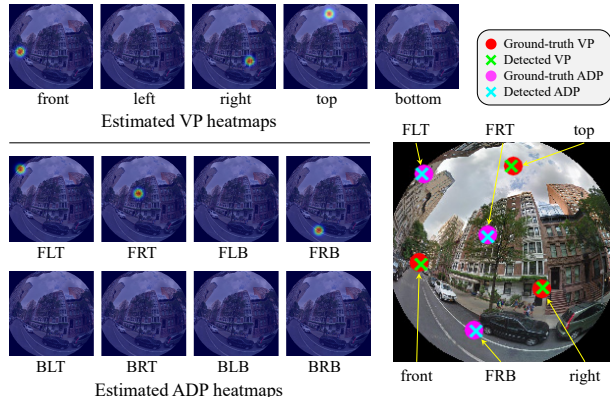 front left right top bottom
Estimated VP heatmaps
Ground-truth VP
Detected VP
Ground-truth ADP
Detected ADP
FLT FRT top
FLT FRT FLB FRB
BLT BRT BLB BRB
Estimated ADP heatmaps
front FRB right